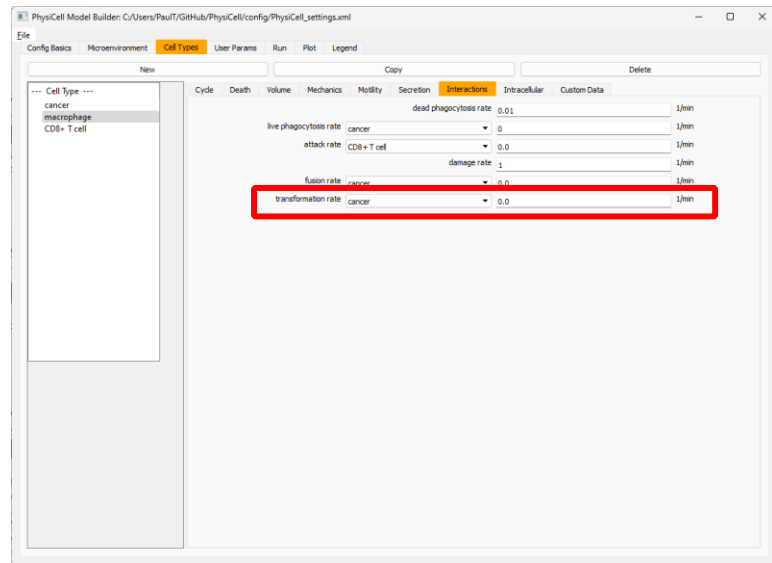 PhysiCell Model Builder: C:/Users/PaulT/GitHub/PhysiCell/config/PhysiCell_settings.xml
File
Config Basics Microenvironment Cell Types User Params Run Plot Legend
New Copy Delete
--- Cell Type ---
cancer
macrophage
CD8+ T cell
Cycle Death Volume Mechanics Motility Secretion Interactions Intracellular Custom Data
dead phagocytosis rate 0.01 1/min
live phagocytosis rate cancer 0 1/min
attack rate CD8+ T cell 0.0 1/min
damage rate 1 1/min
fusion rate cancer 0.0 1/min
transformation rate cancer 0.0 1/min